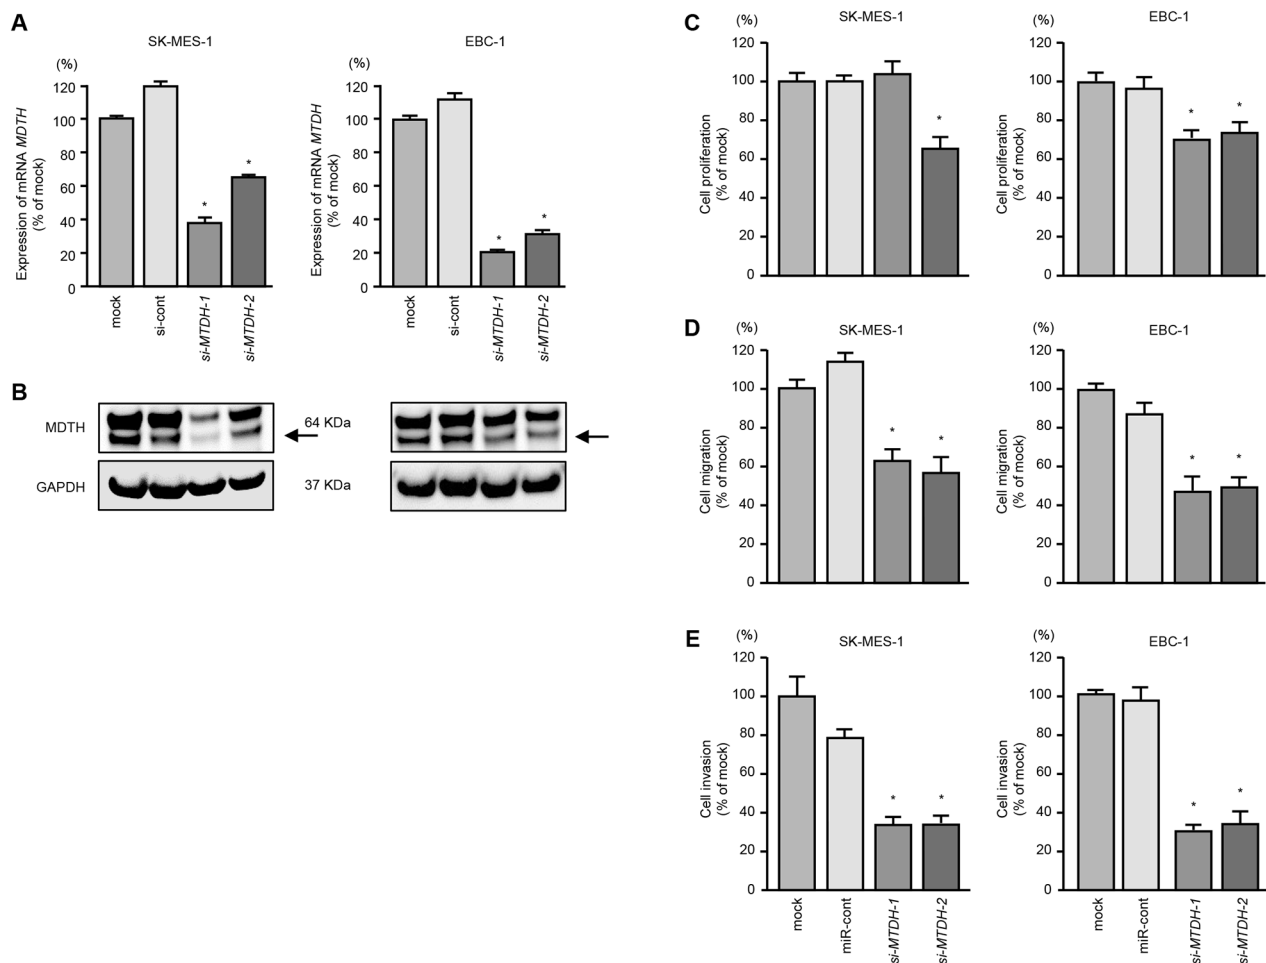 A
SK-MES-1
(%)
120
100
80
60
40
20
0
Expression of mRNA MDTH
(% of mock)
*
*
mock
si-cont
si-MTDH-1
si-MTDH-2
EBC-1
(%)
120
100
80
60
40
20
0
Expression of mRNA MTDH
(% of mock)
*
*
mock
si-cont
si-MTDH-1
si-MTDH-2
B
MDTH
64 KDa
GAPDH
37 KDa
C
SK-MES-1
(%)
120
100
80
60
40
20
0
Cell proliferation
(% of mock)
*
EBC-1
(%)
120
100
80
60
40
20
0
Cell proliferation
(% of mock)
*
*
D
SK-MES-1
(%)
120
100
80
60
40
20
0
Cell migration
(% of mock)
*
*
EBC-1
(%)
120
100
80
60
40
20
0
Cell migration
(% of mock)
*
*
E
SK-MES-1
(%)
120
100
80
60
40
20
0
Cell invasion
(% of mock)
*
*
mock
miR-cont
si-MTDH-1
si-MTDH-2
EBC-1
(%)
120
100
80
60
40
20
0
Cell invasion
(% of mock)
*
*
mock
miR-cont
si-MTDH-1
si-MTDH-2